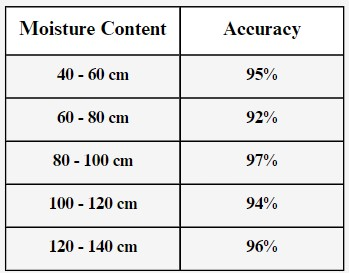 Moisture Content Accuracy
40 - 60 cm 95%
60 - 80 cm 92%
80 - 100 cm 97%
100 - 120 cm 94%
120 - 140 cm 96%